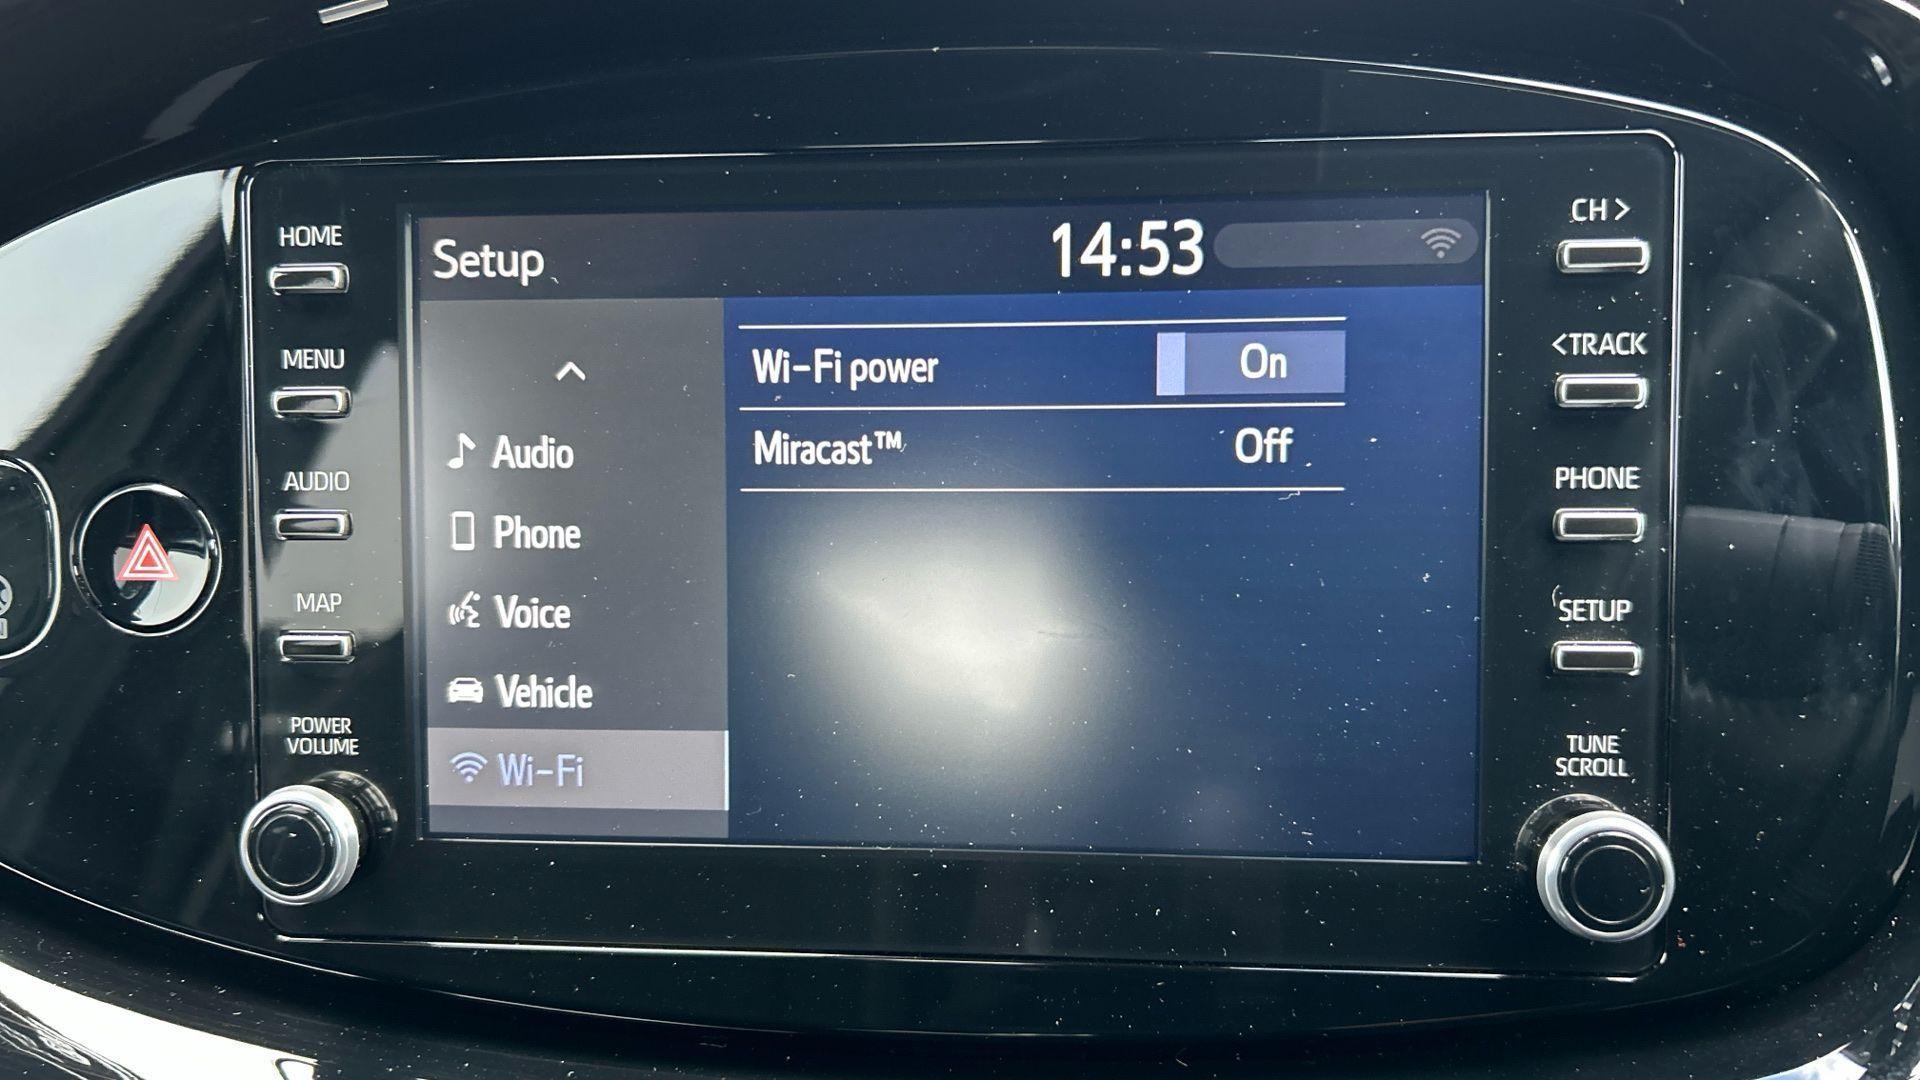 HOME
MENU
AUDIO
MAP
POWER
VOLUME
Setup
14:53
Audio
Phone
Voice
Vehicle
Wi-Fi
Wi-Fi power On
Miracast™ Off
CH >
<TRACK
PHONE
SETUP
TUNE
SCROLL